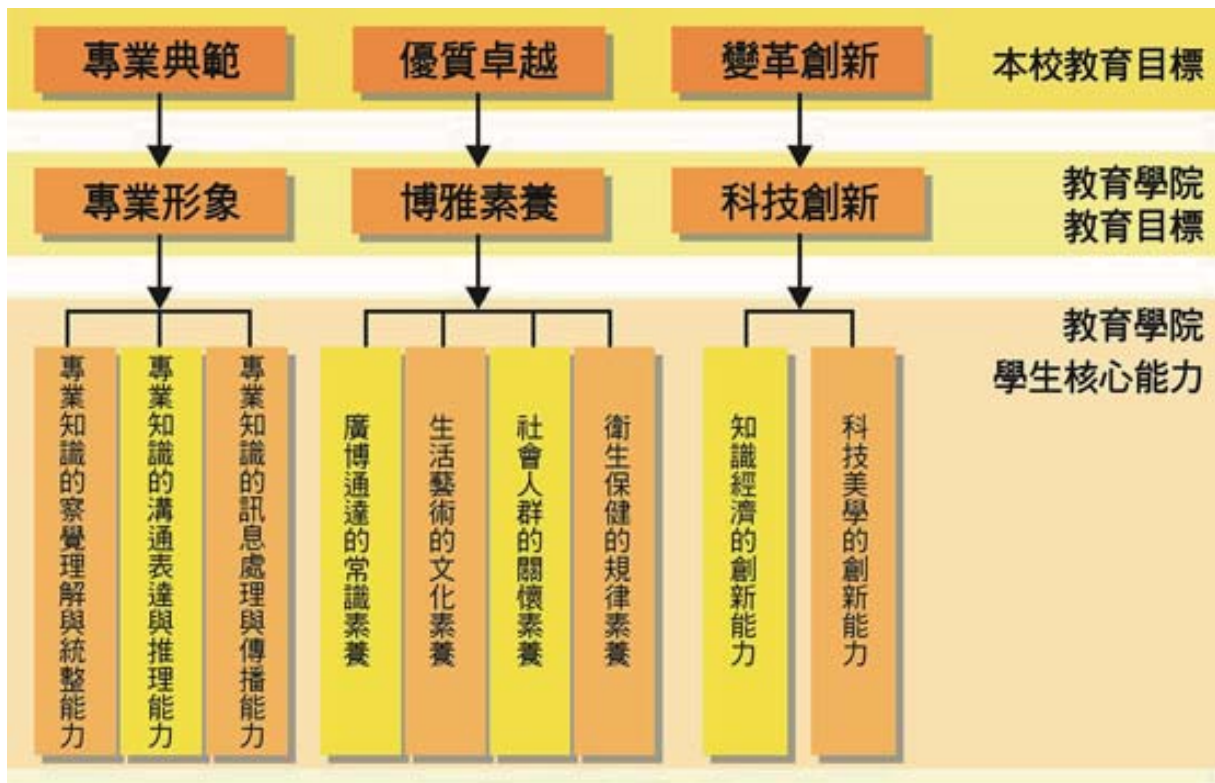 專業典範
優質卓越
變革創新
本校教育目標
專業形象
博雅素養
科技創新
教育學院
教育目標
教育學院
學生核心能力
專業知識的察覺理解與統整能力
專業知識的溝通表達與推理能力
專業知識的訊息處理與傳播能力
廣博通達的常識素養
生活藝術的文化素養
社會人群的關懷素養
衛生保健的規律素養
知識經濟的創新能力
科技美學的創新能力